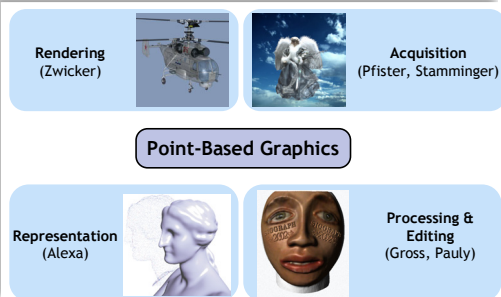 Rendering
(Zwicker)
Acquisition
(Pfister, Stamminger)
Point-Based Graphics
Representation
(Alexa)
Processing &
Editing
(Gross, Pauly)